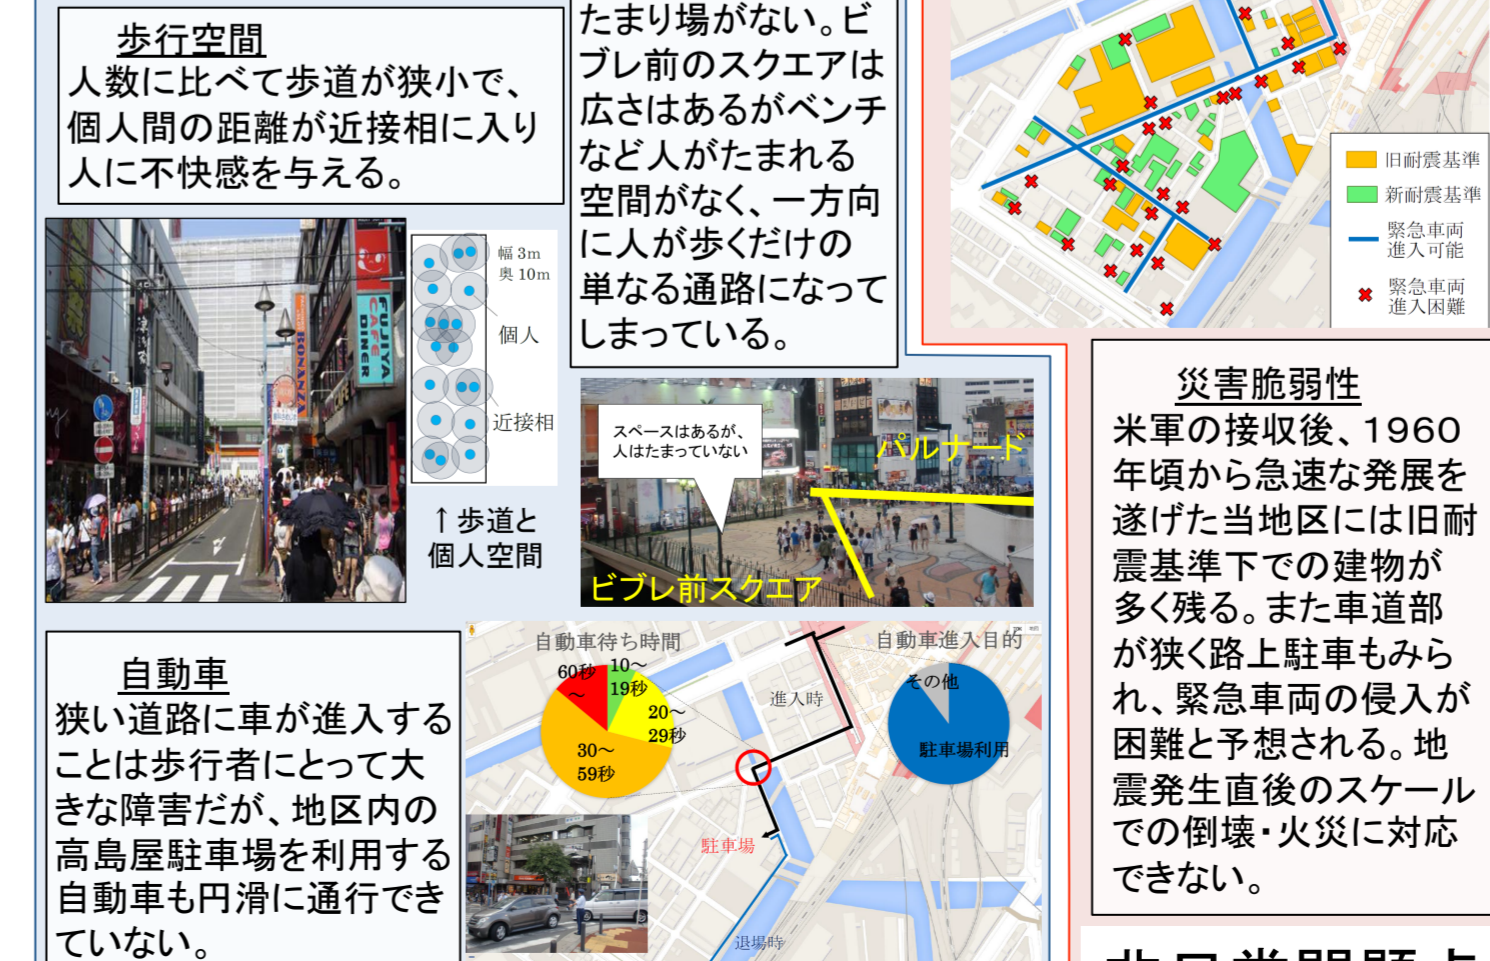 歩行空間
人数に比べて歩道が狭小で、
個人間の距離が近接相に入り
人に不快感を与える。
たまり場がない。ビ
ブレ前のスクエアは
広さはあるがベンチ
など人がたまれる
空間がなく、一方向
に人が歩くだけの
単なる通路になって
しまっている。
旧耐震基準
新耐震基準
緊急車両
進入可能
緊急車両
進入困難
FUJIYA
CAFE
DINER
BONANZA
幅 3m
奥 10m
個人
近接相
↑歩道と
個人空間
スペースはあるが、
人はたまっていない
パルナード
ビブレ前スクエア
災害脆弱性
米軍の接収後、1960
年頃から急速な発展を
遂げた当地区には旧耐
震基準下での建物が
多く残る。また車道部
が狭く路上駐車もみら
れ、緊急車両の侵入が
困難と予想される。地
震発生直後のスケール
での倒壊・火災に対応
できない。
自動車
狭い道路に車が進入する
ことは歩行者にとって大
きな障害だが、地区内の
高島屋駐車場を利用する
自動車も円滑に通行でき
ていない。
自動車待ち時間
60秒
～
10～
19秒
20～
29秒
30～
59秒
進入時
自動車進入目的
その他
駐車場利用
駐車場
退場時